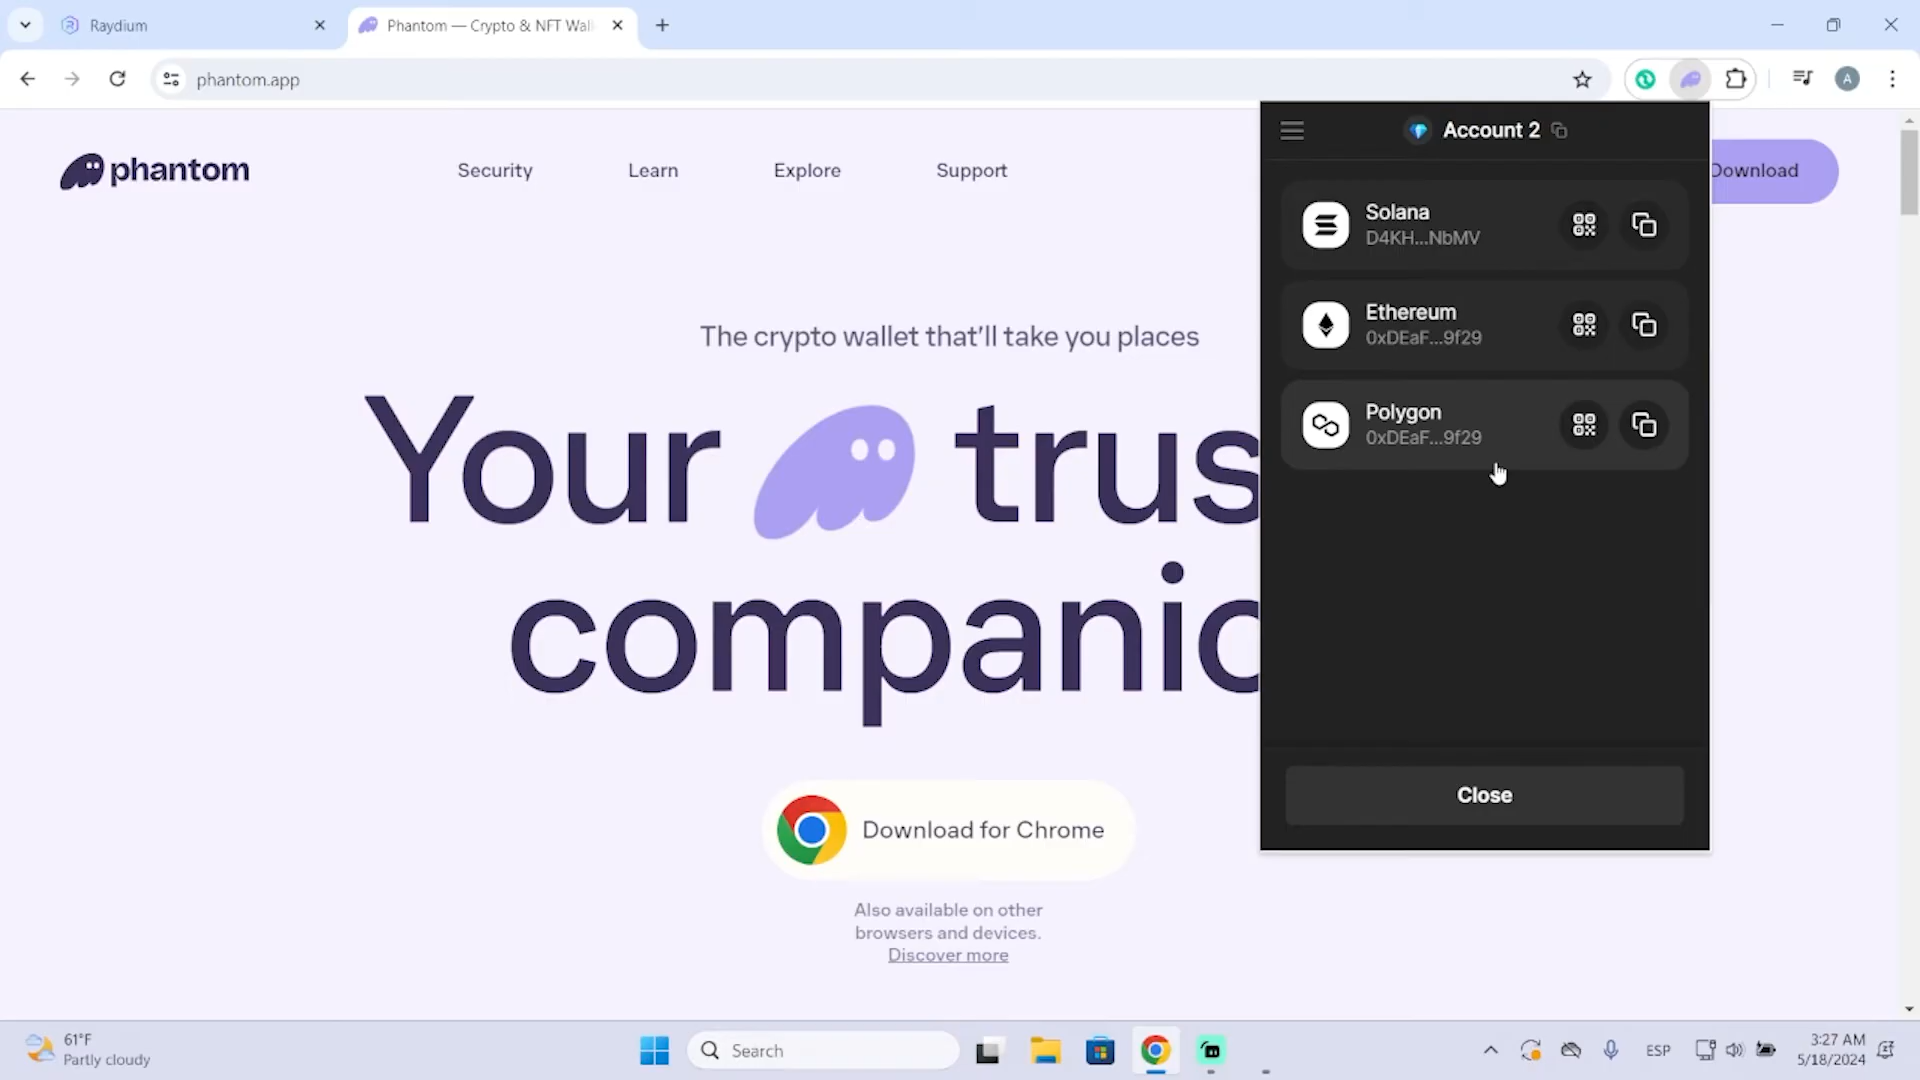 Raydium
Phantom — Crypto & NFT Wal
phantom.app
A
phantom
Security
Learn
Explore
Support
Download
The crypto wallet that'll take you places
Your trus
companio
Download for Chrome
Also available on other
browsers and devices.
Discover more
Account 2
Solana
D4KH...NbMV
Ethereum
0xDEaF...9f29
Polygon
0xDEaF...9f29
Close
61°F
Partly cloudy
Search
ESP
3:27 AM
5/18/2024